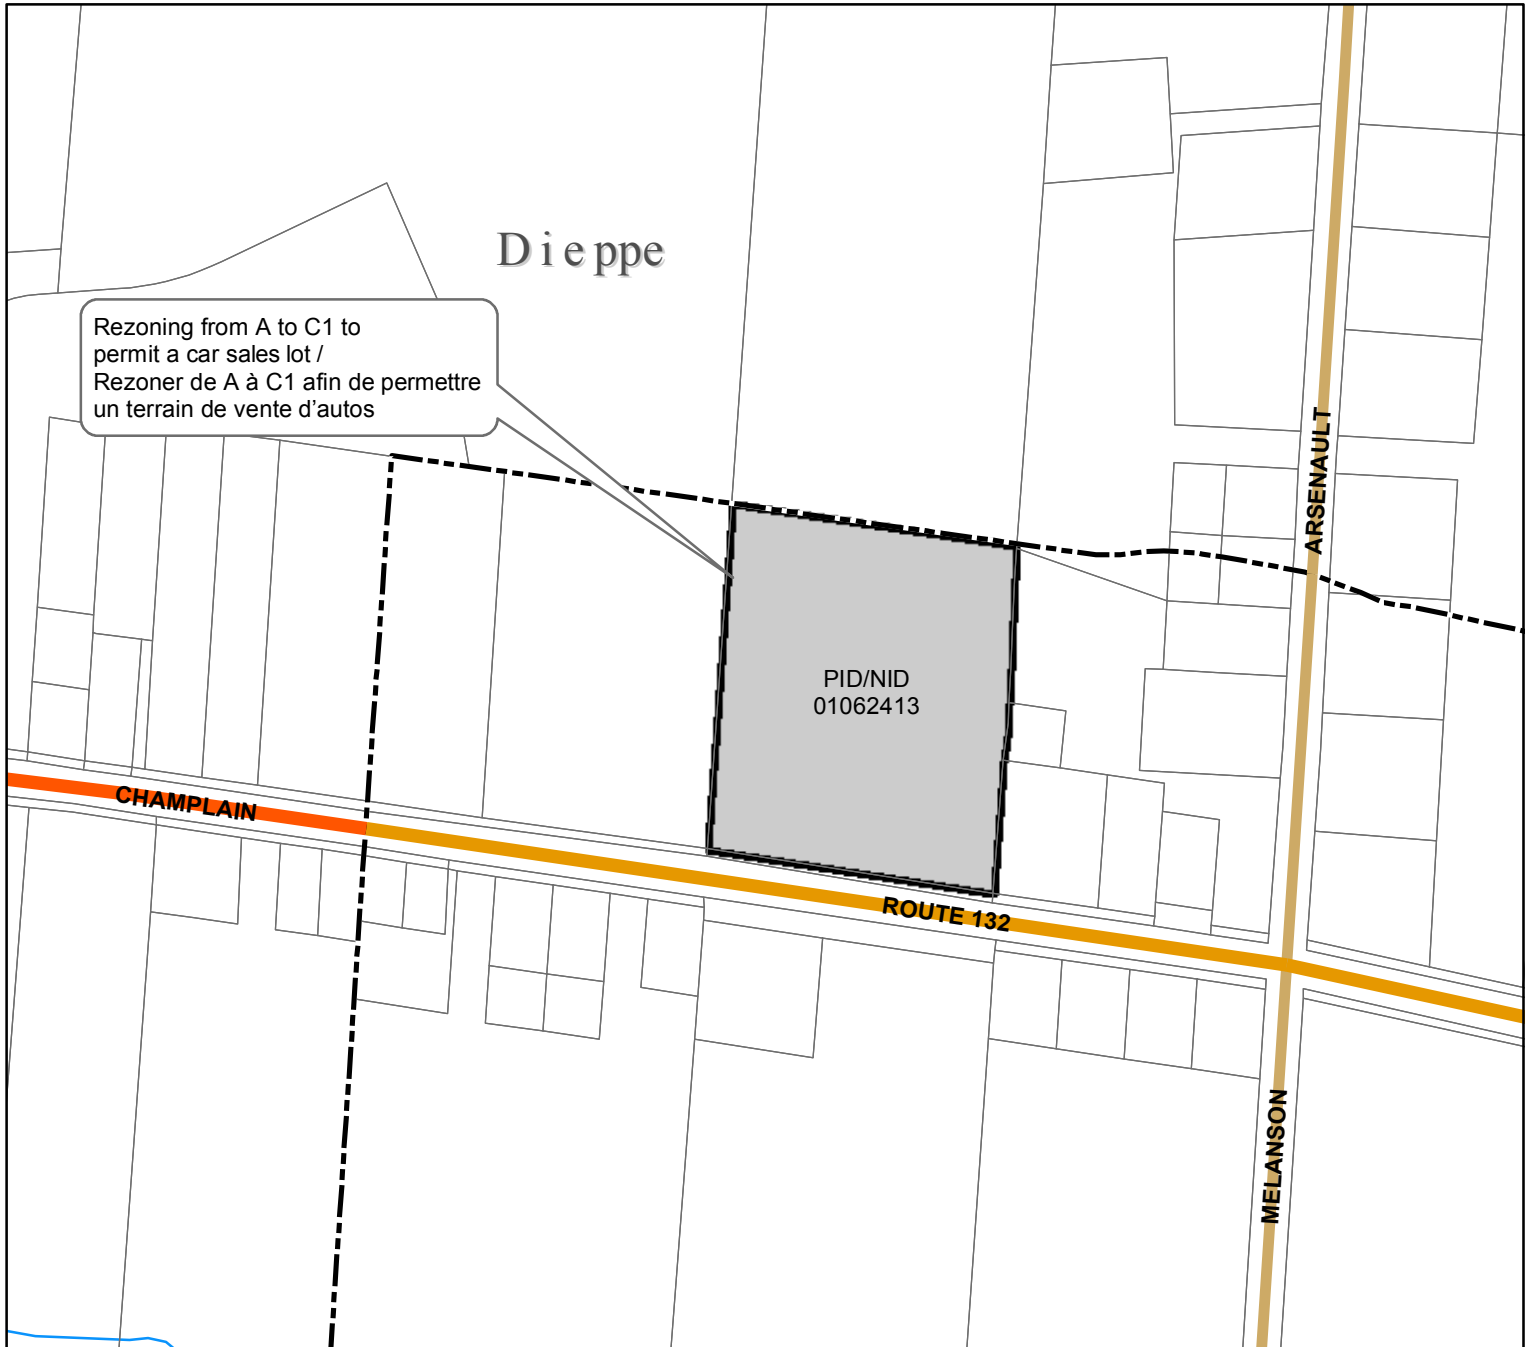 Dieppe
Rezoning from A to C1 to
permit a car sales lot /
Rezoner de A à C1 afin de permettre
un terrain de vente d'autos
ARSENAULT
PID/NID
01062413
CHAMPLAIN
ROUTE 132
MELANSON